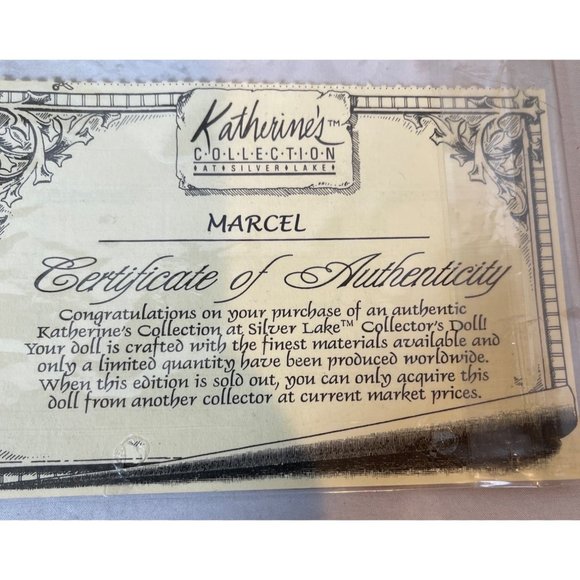 Katherine's™
COLLECTION
AT SILVER LAKE
MARCEL
Certificate of Authenticity
Congratulations on your purchase of an authentic
Katherine's Collection at Silver Lake™ Collector's Doll!
Your doll is crafted with the finest materials available and
only a limited quantity have been produced worldwide.
When this edition is sold out, you can only acquire this
doll from another collector at current market prices.